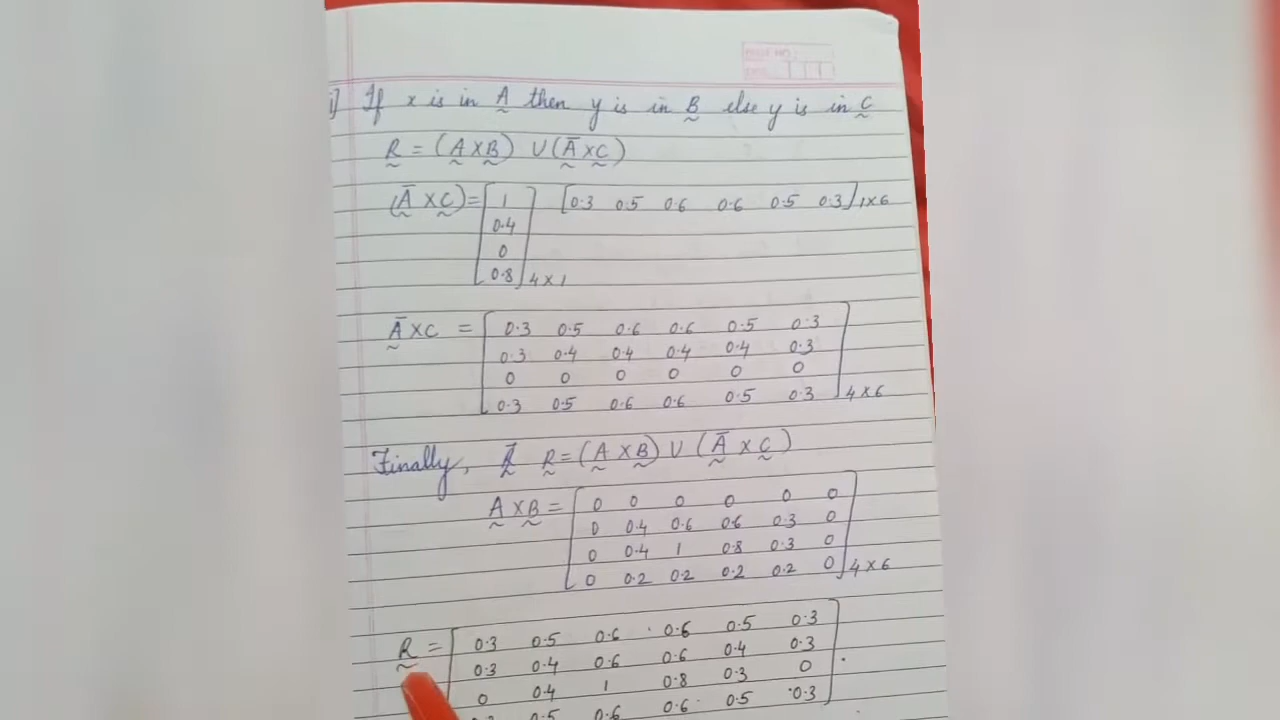 i] If x is in A then y is in B else y is in C
R = (A X B) U (Ā X C)
(Ā X C) = [1 [0.3 0.5 0.6 0.6 0.5 0.3] 1x6
0.4
0
0.8] 4 x 1
Ā X C = [0.3 0.5 0.6 0.6 0.5 0.3
0.3 0.4 0.4 0.4 0.4 0.3
0 0 0 0 0 0
0.3 0.5 0.6 0.6 0.5 0.3] 4 x 6
Finally, R = (A X B) U (Ā X C)
A X B = [0 0 0 0 0 0
0 0.4 0.6 0.6 0.3 0
0 0.4 1 0.8 0.3 0
0 0.2 0.2 0.2 0.2 0] 4 x 6
R = [0.3 0.5 0.6 0.6 0.5 0.3
0.3 0.4 0.6 0.6 0.4 0.3
0 0.4 1 0.8 0.3 0
0.5 0.6 0.6 0.5 0.3]